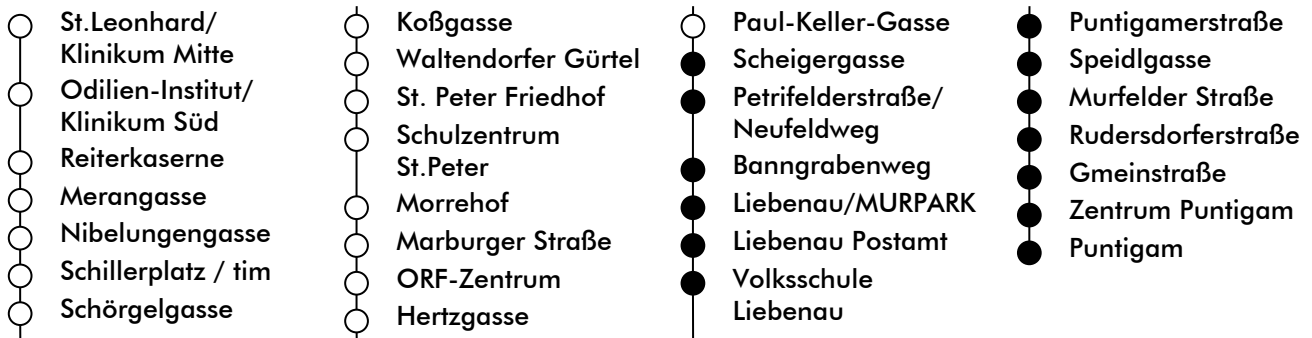 St.Leonhard/
Klinikum Mitte
Odilien-Institut/
Klinikum Süd
Reiterkaserne
Merangasse
Nibelungengasse
Schillerplatz / tim
Schörgelgasse
Koßgasse
Waltendorfer Gürtel
St. Peter Friedhof
Schulzentrum
St.Peter
Morrehof
Marburger Straße
ORF-Zentrum
Hertzgasse
Paul-Keller-Gasse
Scheigergasse
Petrifelderstraße/
Neufeldweg
Banngrabenweg
Liebenau/MURPARK
Liebenau Postamt
Volksschule
Liebenau
Puntigamerstraße
Speidlgasse
Murfelder Straße
Rudersdorferstraße
Gmeinstraße
Zentrum Puntigam
Puntigam